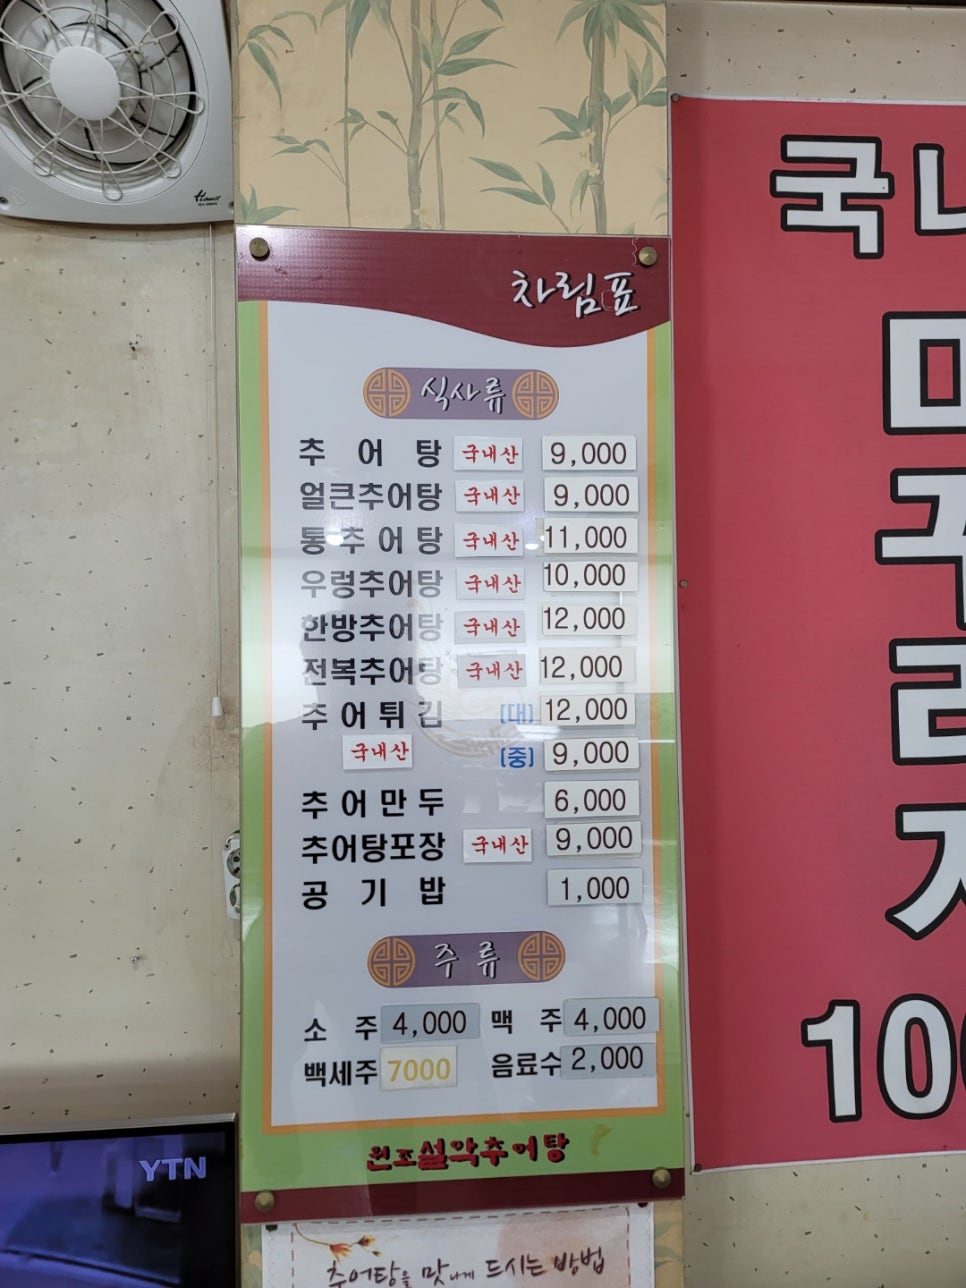 차림표
식사류
추어탕 국내산 9,000
얼큰추어탕 국내산 9,000
통추어탕 국내산 11,000
우렁추어탕 국내산 10,000
한방추어탕 국내산 12,000
전복추어탕 국내산 12,000
추어튀김 (대) 12,000
국내산 (중) 9,000
추어만두 6,000
추어탕포장 국내산 9,000
공기밥 1,000
주류
소주 4,000 맥주 4,000
백세주 7000 음료수 2,000
원조설악추어탕
추어탕을 맛나게 드시는 방법
YTN
국
미
꾸
라
10